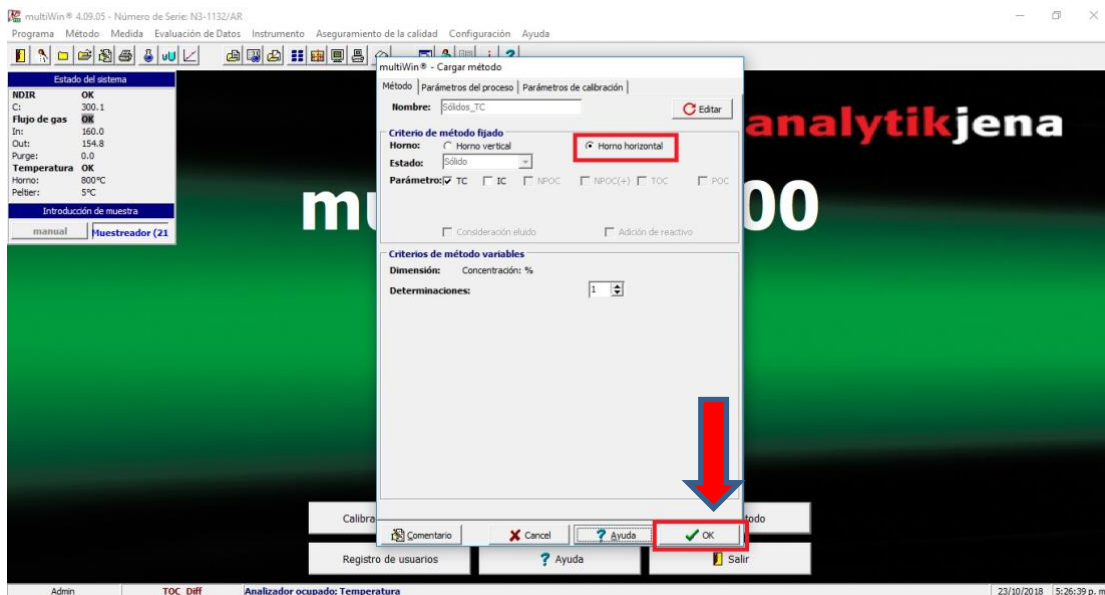 multiWin® 4.09.05 - Número de Serie: N3-1132/AR
Programa Método Medida Evaluación de Datos Instrumento Aseguramiento de la calidad Configuración Ayuda
Estado del sistema
NDIR OK
C: 300.1
Flujo de gas OK
In: 160.0
Out: 154.8
Purge: 0.0
Temperatura OK
Horno: 800°C
Peltier: 5°C
Introducción de muestra
manual Muestreador (21
analytikjena
00
multiWin® - Cargar método
Método Parámetros del proceso Parámetros de calibración
Nombre: Sólidos_TC Editar
Criterio de método fijado
Horno: Horno vertical Horno horizontal
Estado: Sólido
Parámetro: TC IC NPOC NPOC(+) TOC POC
Consideración eluido Adición de reactivo
Criterios de método variables
Dimensión: Concentración: %
Determinaciones: 1
Comentario Cancel Ayuda OK
Calibra todo
Registro de usuarios Ayuda Salir
Admin TOC_Diff Analizador ocupado: Temperatura 23/10/2018 5:26:39 p. m